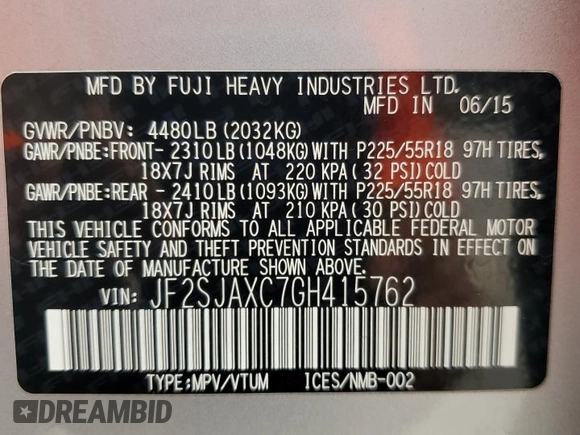 MFD BY FUJI HEAVY INDUSTRIES LTD.
MFD IN 06/15
GVWR/PNBV: 4480LB (2032KG)
GAWR/PNBE:FRONT- 2310LB(1048KG)WITH P225/55R18 97H TIRES,
18X7J RIMS AT 220 KPA ( 32 PSI)COLD
GAWR/PNBE:REAR - 2410LB(1093KG)WITH P225/55R18 97H TIRES,
18X7J RIMS AT 210 KPA ( 30 PSI)COLD
THIS VEHICLE CONFORMS TO ALL APPLICABLE FEDERAL MOTOR
VEHICLE SAFETY AND THEFT PREVENTION STANDARDS IN EFFECT ON
THE DATE OF MANUFACTURE SHOWN ABOVE.
VIN: JF2SJAXC7GH415762
TYPE:MPV/VTUM ICES/NMB-002
DREAMBID